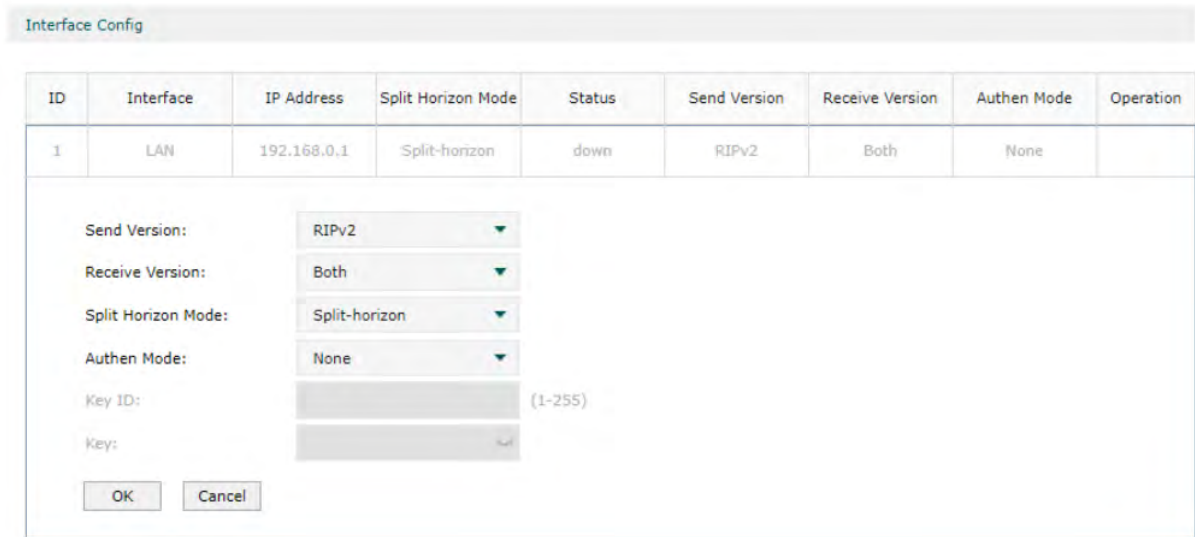 Interface Config
ID Interface IP Address Split Horizon Mode Status Send Version Receive Version Authen Mode Operation
1 LAN 192.168.0.1 Split-horizon down RIPv2 Both None
Send Version: RIPv2
Receive Version: Both
Split Horizon Mode: Split-horizon
Authen Mode: None
Key ID: (1-255)
Key:
OK Cancel